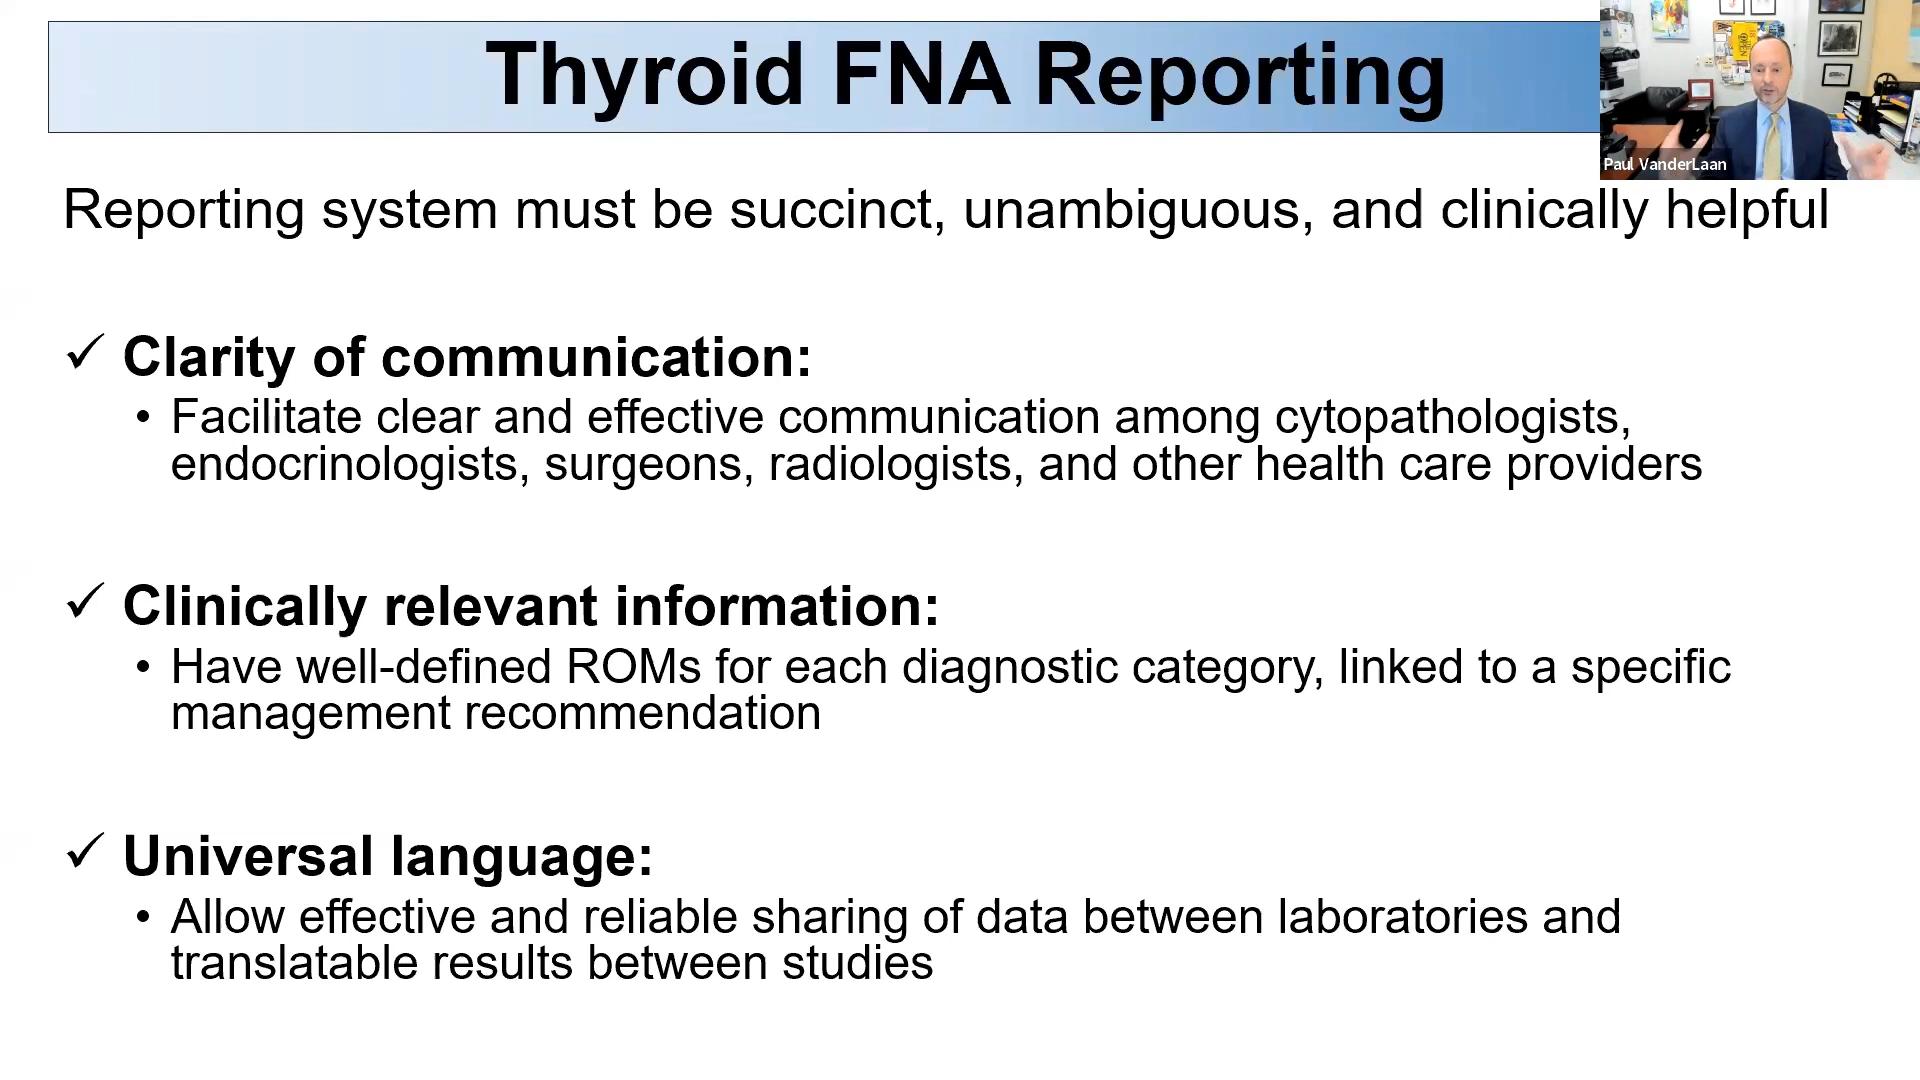 Thyroid FNA Reporting
Paul VanderLaan
Reporting system must be succinct, unambiguous, and clinically helpful
✓ Clarity of communication:
• Facilitate clear and effective communication among cytopathologists,
endocrinologists, surgeons, radiologists, and other health care providers
✓ Clinically relevant information:
• Have well-defined ROMs for each diagnostic category, linked to a specific
management recommendation
✓ Universal language:
• Allow effective and reliable sharing of data between laboratories and
translatable results between studies